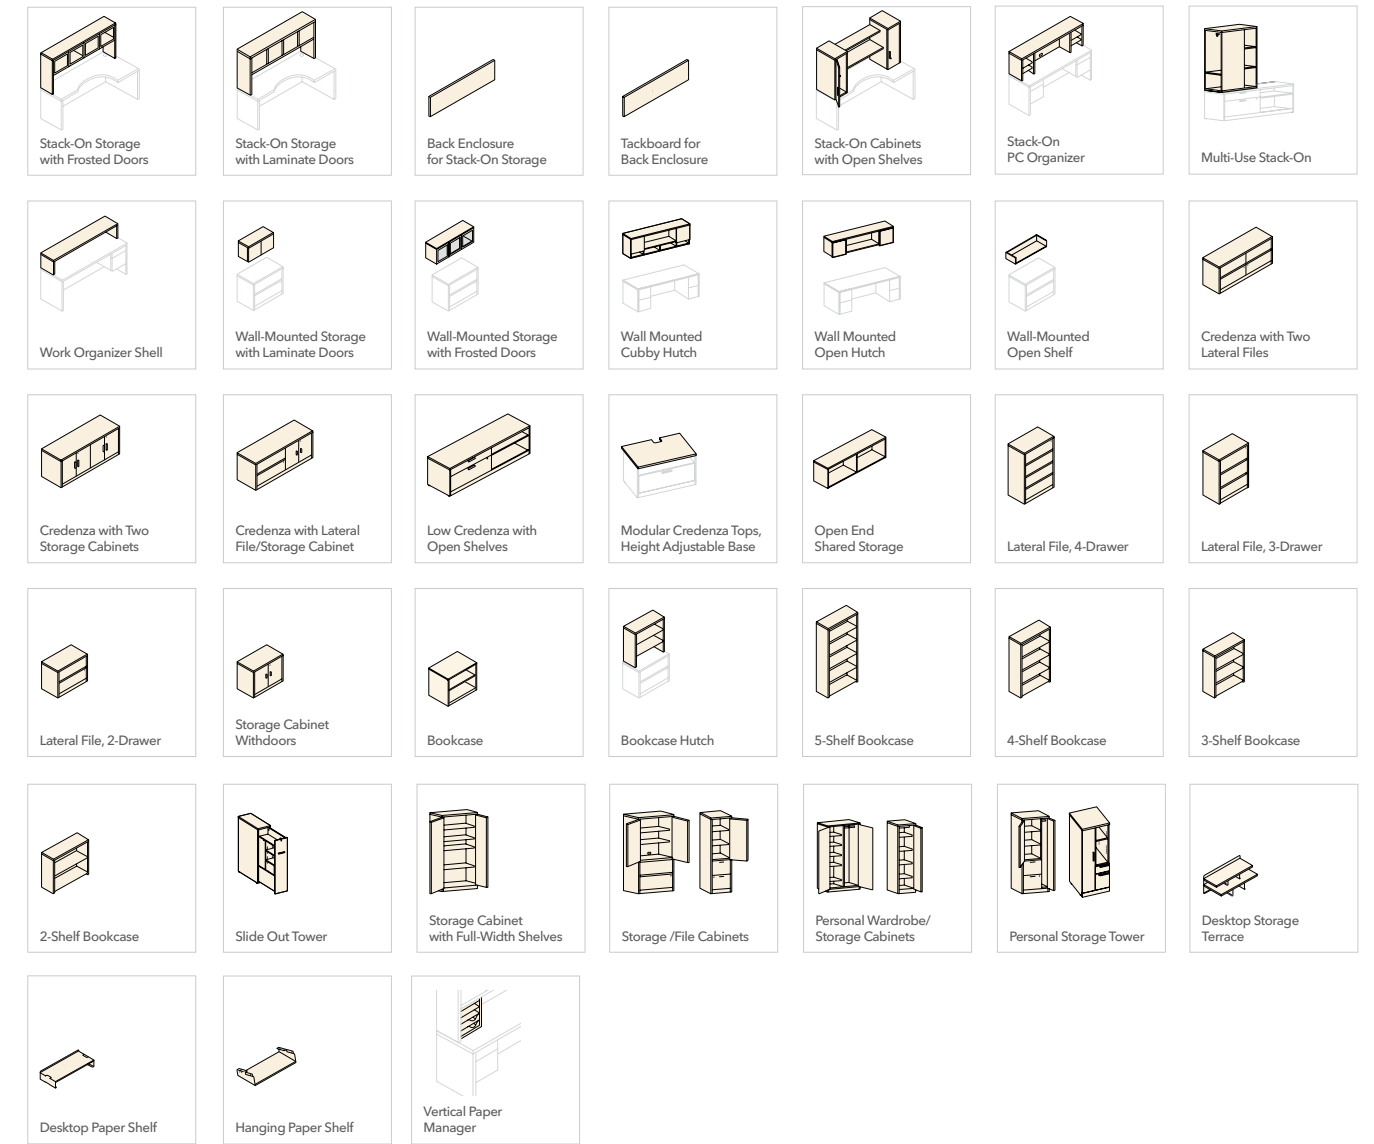 Stack-On Storage
with Frosted Doors
Stack-On Storage
with Laminate Doors
Back Enclosure
for Stack-On Storage
Tackboard for
Back Enclosure
Stack-On Cabinets
with Open Shelves
Stack-On
PC Organizer
Multi-Use Stack-On
Work Organizer Shell
Wall-Mounted Storage
with Laminate Doors
Wall-Mounted Storage
with Frosted Doors
Wall Mounted
Cubby Hutch
Wall Mounted
Open Hutch
Wall-Mounted
Open Shelf
Credenza with Two
Lateral Files
Credenza with Two
Storage Cabinets
Credenza with Lateral
File/Storage Cabinet
Low Credenza with
Open Shelves
Modular Credenza Tops,
Height Adjustable Base
Open End
Shared Storage
Lateral File, 4-Drawer
Lateral File, 3-Drawer
Lateral File, 2-Drawer
Storage Cabinet
Withdoors
Bookcase
Bookcase Hutch
5-Shelf Bookcase
4-Shelf Bookcase
3-Shelf Bookcase
2-Shelf Bookcase
Slide Out Tower
Storage Cabinet
with Full-Width Shelves
Storage /File Cabinets
Personal Wardrobe/
Storage Cabinets
Personal Storage Tower
Desktop Storage
Terrace
Desktop Paper Shelf
Hanging Paper Shelf
Vertical Paper
Manager